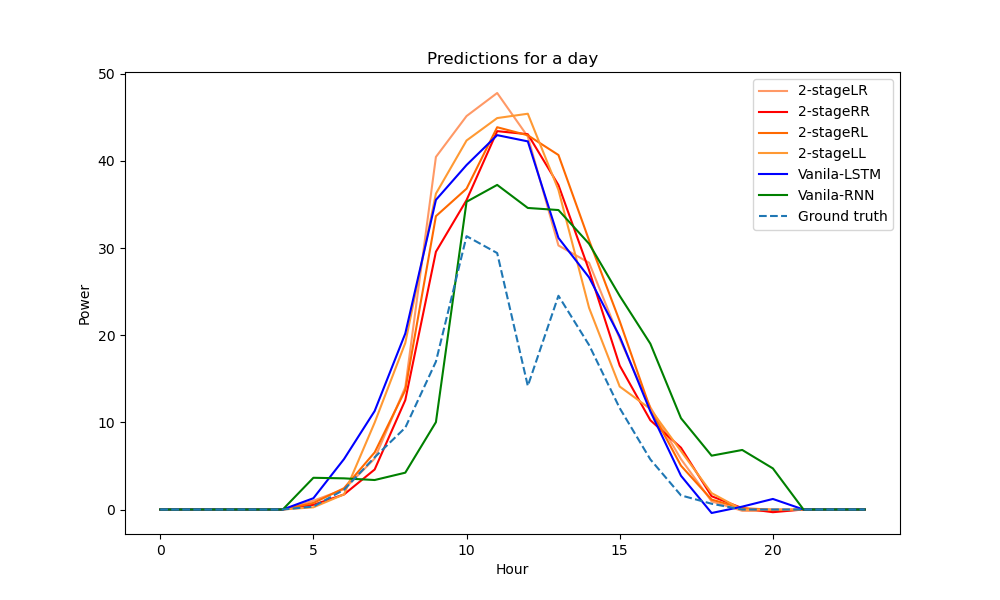 Predictions for a day
50
40
30
20
10
0
Power
0
5
10
15
20
Hour
2-stageLR
2-stageRR
2-stageRL
2-stageLL
Vanila-LSTM
Vanila-RNN
Ground truth